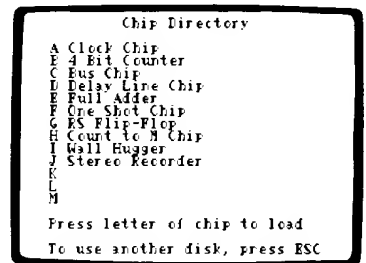 Chip Directory
A Clock Chip
B 4 Bit Counter
C Bus Chip
D Delay Line Chip
E Full Adder
F One Shot Chip
G RS Flip-Flop
H Count to N Chip
I Wall Hugger
J Stereo Recorder
K
L
M
Press letter of chip to load
To use another disk, press ESC